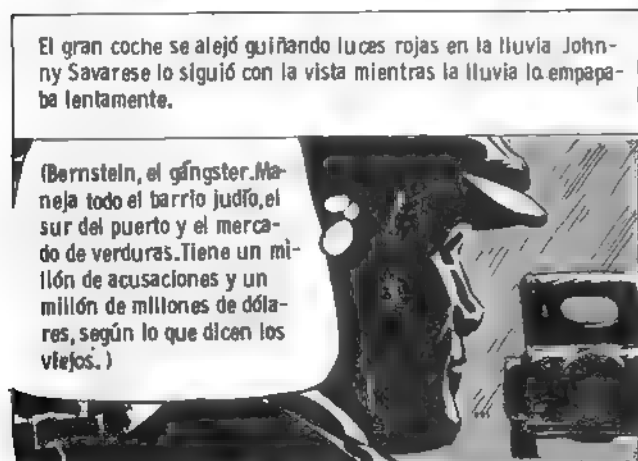 El gran coche se alejó guiñando luces rojas en la lluvia John-
ny Savarese lo siguió con la vista mientras la lluvia lo empapa-
ba lentamente.
(Bernstein, el gángster.Ma-
neja todo el barrio judío,el
sur del puerto y el merca-
do de verduras.Tiene un mi-
llón de acusaciones y un
millón de millones de dóla-
res, según lo que dicen los
viejos.)